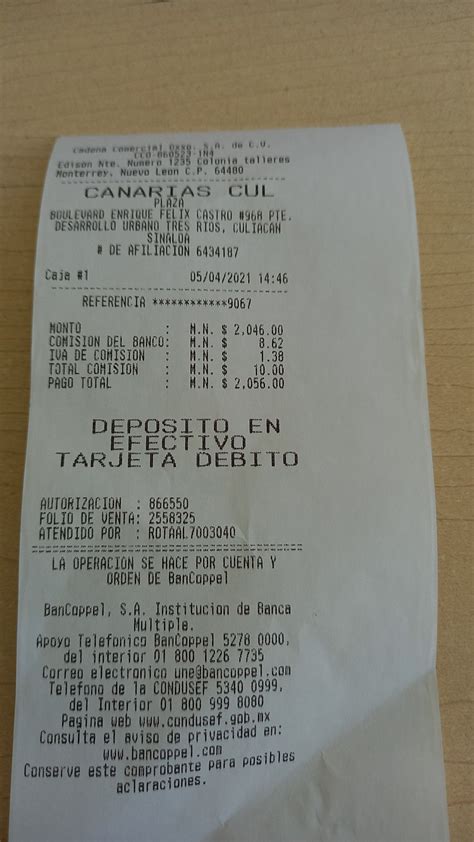 Cadena Comercial Oxxo, S.A. de C.V.
CCO-860523-1N4
Edison Nte. Numero 1235 Colonia talleres
Monterrey, Nuevo Leon C.P. 64480
CANARIAS CUL
PLAZA
BOULEVARD ENRIQUE FELIX CASTRO #968 PTE.
DESARROLLO URBANO TRES RIOS, CULIACAN
SINALOA
# DE AFILIACION 6434187
Caja #1 05/04/2021 14:46
REFERENCIA ************9067
MONTO : M.N. $ 2,046.00
COMISION DEL BANCO: M.N. $ 8.62
IVA DE COMISION : M.N. $ 1.38
TOTAL COMISION : M.N. $ 10.00
PAGO TOTAL : M.N. $ 2,056.00
DEPOSITO EN
EFECTIVO
TARJETA DEBITO
AUTORIZACION : 866550
FOLIO DE VENTA: 2558325
ATENDIDO POR : ROTAAL7003040
LA OPERACION SE HACE POR CUENTA Y
ORDEN DE BanCoppel
BanCoppel, S.A. Institucion de Banca
Multiple.
Apoyo Telefonico BanCoppel 5278 0000,
del interior 01 800 1226 7735
Correo electronico une@bancoppel.com
Telefono de la CONDUSEF 5340 0999,
del Interior 01 800 999 8080
Pagina web www.condusef.gob.mx
Consulta el aviso de privacidad en:
www.bancoppel.com
Conserve este comprobante para posibles
aclaraciones.